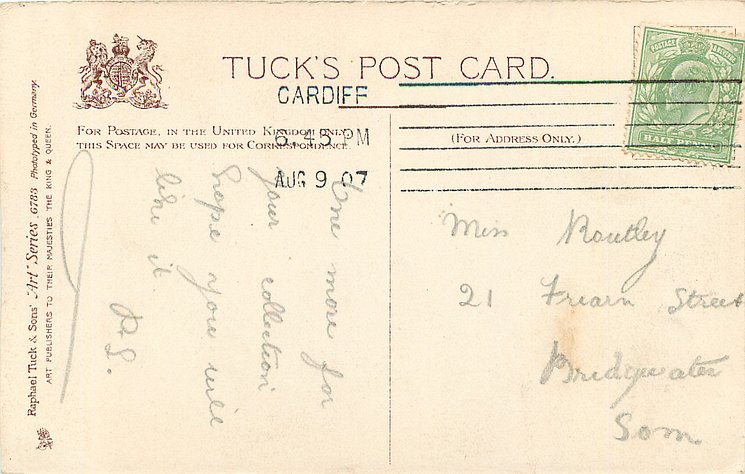 TUCK'S POST CARD.
CARDIFF
6.45 PM
AUG 9 07
FOR POSTAGE, IN THE UNITED KINGDOM ONLY,
THIS SPACE MAY BE USED FOR CORRESPONDENCE.
(FOR ADDRESS ONLY.)
POSTAGE & REVENUE
HALF PENNY
One more for
your collection
hope you will
like it
Miss Routley
21 Friarn Street
Bridgwater
Som
Raphael Tuck & Sons' "Art" Series 6783 Phototyped in Germany.
ART PUBLISHERS TO THEIR MAJESTIES THE KING & QUEEN.